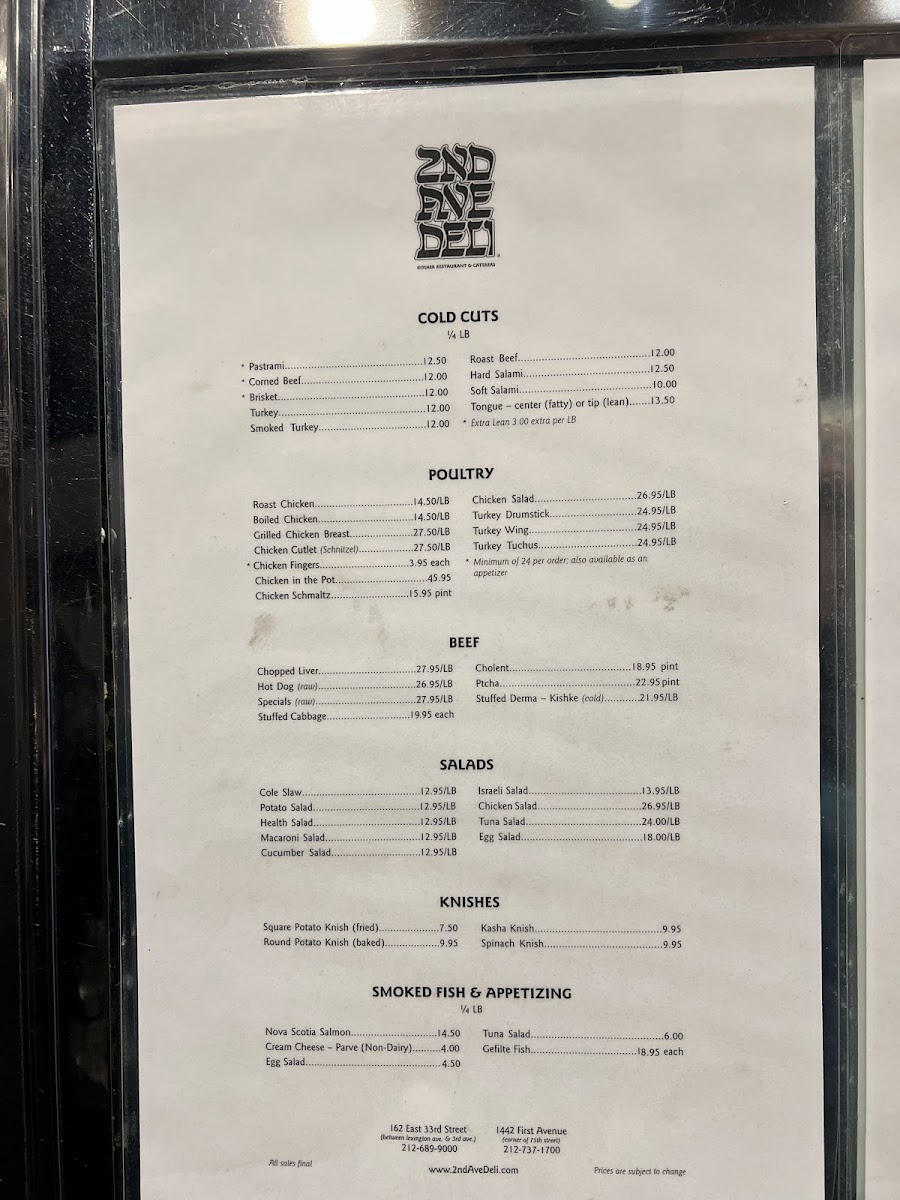 2ND
AVE
DELI
KOSHER RESTAURANT & CATERERS
COLD CUTS
¼ LB
* Pastrami 12.50
* Corned Beef 12.00
* Brisket 12.00
Turkey 12.00
Smoked Turkey 12.00
Roast Beef 12.00
Hard Salami 12.50
Soft Salami 10.00
Tongue – center (fatty) or tip (lean) 13.50
* Extra Lean 3.00 extra per LB
POULTRY
Roast Chicken 14.50/LB
Boiled Chicken 14.50/LB
Grilled Chicken Breast 27.50/LB
Chicken Cutlet (Schnitzel) 27.50/LB
* Chicken Fingers 3.95 each
Chicken in the Pot 45.95
Chicken Schmaltz 15.95 pint
Chicken Salad 26.95/LB
Turkey Drumstick 24.95/LB
Turkey Wing 24.95/LB
Turkey Tuchus 24.95/LB
* Minimum of 24 per order; also available as an
appetizer
BEEF
Chopped Liver 27.95/LB
Hot Dog (raw) 26.95/LB
Specials (raw) 27.95/LB
Stuffed Cabbage 19.95 each
Cholent 18.95 pint
Ptcha 22.95 pint
Stuffed Derma – Kishke (cold) 21.95/LB
SALADS
Cole Slaw 12.95/LB
Potato Salad 12.95/LB
Health Salad 12.95/LB
Macaroni Salad 12.95/LB
Cucumber Salad 12.95/LB
Israeli Salad 13.95/LB
Chicken Salad 26.95/LB
Tuna Salad 24.00/LB
Egg Salad 18.00/LB
KNISHES
Square Potato Knish (fried) 7.50
Round Potato Knish (baked) 9.95
Kasha Knish 9.95
Spinach Knish 9.95
SMOKED FISH & APPETIZING
¼ LB
Nova Scotia Salmon 14.50
Cream Cheese – Parve (Non-Dairy) 4.00
Egg Salad 4.50
Tuna Salad 6.00
Gefilte Fish 18.95 each
162 East 33rd Street
(between lexington ave. & 3rd ave.)
212-689-9000
1442 First Avenue
(corner of 75th street)
212-737-1700
All sales final
www.2ndAveDeli.com
Prices are subject to change